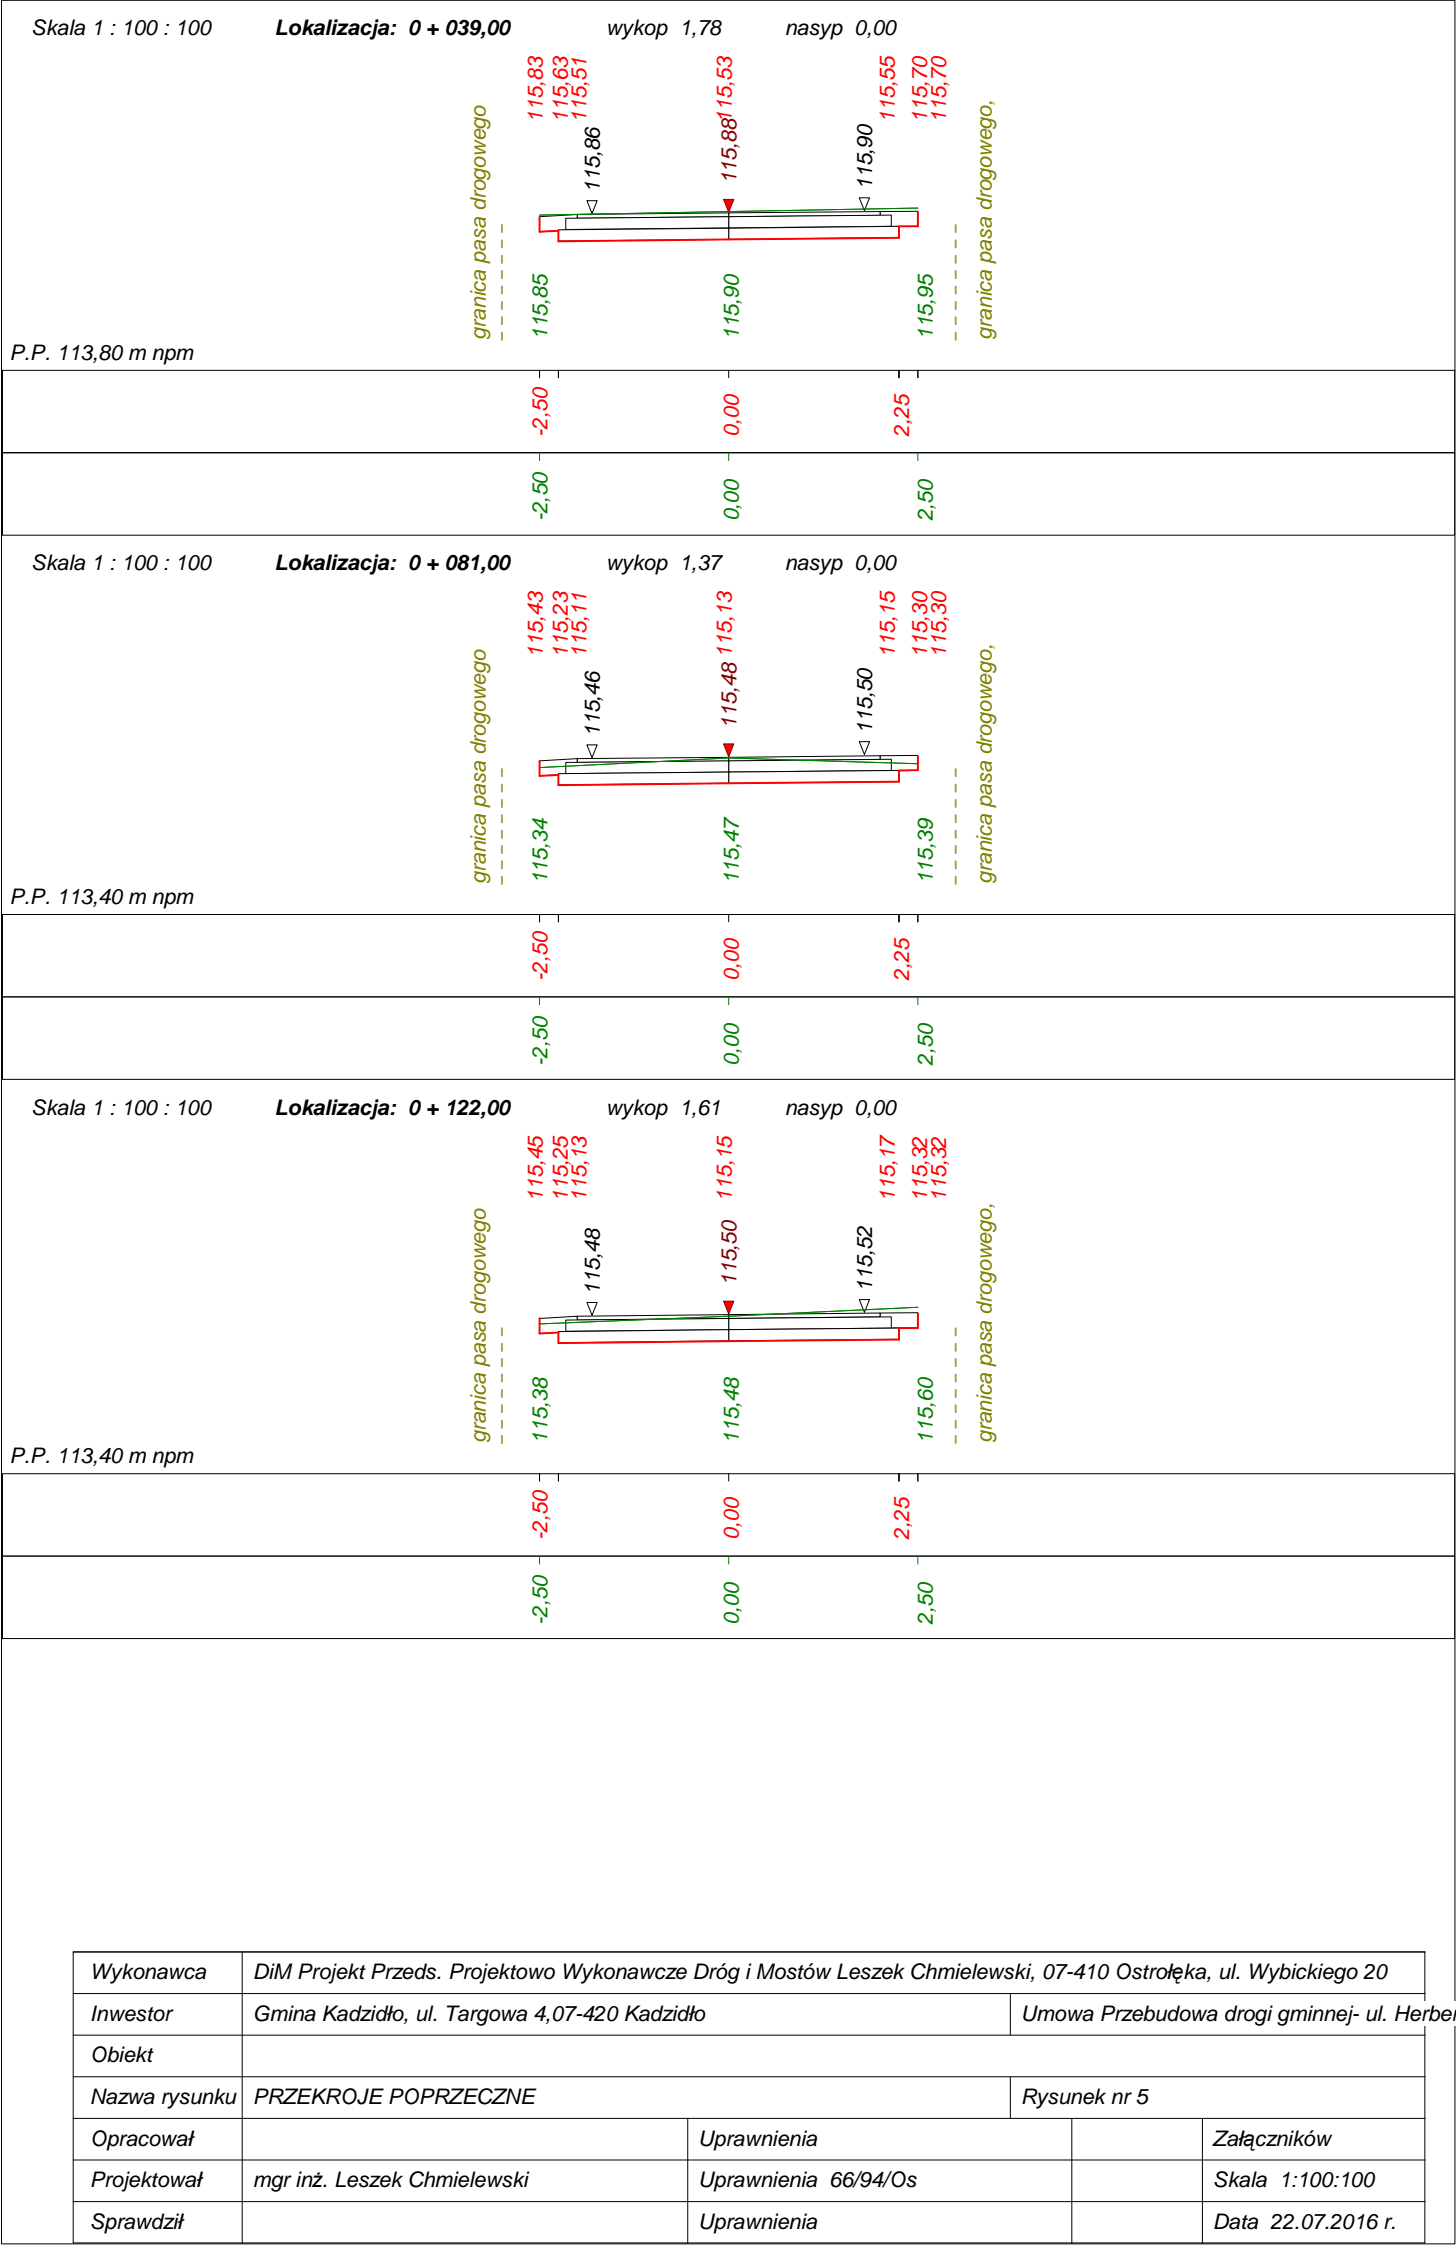 Skala 1 : 100 : 100 Lokalizacja: 0 + 039,00 wykop 1,78 nasyp 0,00
115,83 115,63 115,51 115,53 115,55 115,70 115,70
granica pasa drogowego 115,86 115,88 115,90 granica pasa drogowego,
115,85 115,90 115,95
P.P. 113,80 m npm
-2,50 0,00 2,25
-2,50 0,00 2,50
Skala 1 : 100 : 100 Lokalizacja: 0 + 081,00 wykop 1,37 nasyp 0,00
115,43 115,23 115,11 115,13 115,15 115,30 115,30
granica pasa drogowego 115,46 115,48 115,50 granica pasa drogowego,
115,34 115,47 115,39
P.P. 113,40 m npm
-2,50 0,00 2,25
-2,50 0,00 2,50
Skala 1 : 100 : 100 Lokalizacja: 0 + 122,00 wykop 1,61 nasyp 0,00
115,45 115,25 115,13 115,15 115,17 115,32 115,32
granica pasa drogowego 115,48 115,50 115,52 granica pasa drogowego,
115,38 115,48 115,60
P.P. 113,40 m npm
-2,50 0,00 2,25
-2,50 0,00 2,50
Wykonawca DiM Projekt Przeds. Projektowo Wykonawcze Dróg i Mostów Leszek Chmielewski, 07-410 Ostrołęka, ul. Wybickiego 20
Inwestor Gmina Kadzidło, ul. Targowa 4,07-420 Kadzidło Umowa Przebudowa drogi gminnej- ul.
Obiekt
Nazwa rysunku PRZEKROJE POPRZECZNE Rysunek nr 5
Opracował Uprawnienia Załączników
Projektował mgr inż. Leszek Chmielewski Uprawnienia 66/94/Os Skala 1:100:100
Sprawdził Uprawnienia Data 22.07.2016 r.